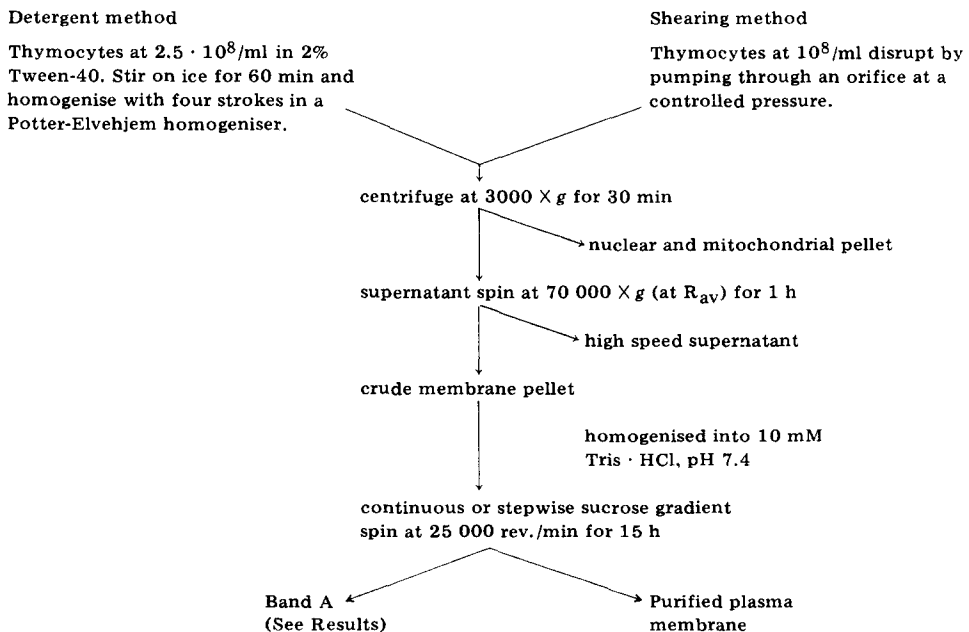 Detergent method
Thymocytes at 2.5 · 10⁸/ml in 2%
Tween-40. Stir on ice for 60 min and
homogenise with four strokes in a
Potter-Elvehjem homogeniser.
Shearing method
Thymocytes at 10⁸/ml disrupt by
pumping through an orifice at a
controlled pressure.
centrifuge at 3000 × g for 30 min
nuclear and mitochondrial pellet
supernatant spin at 70 000 × g (at Rav) for 1 h
high speed supernatant
crude membrane pellet
homogenised into 10 mM
Tris · HCl, pH 7.4
continuous or stepwise sucrose gradient
spin at 25 000 rev./min for 15 h
Band A
(See Results)
Purified plasma
membrane